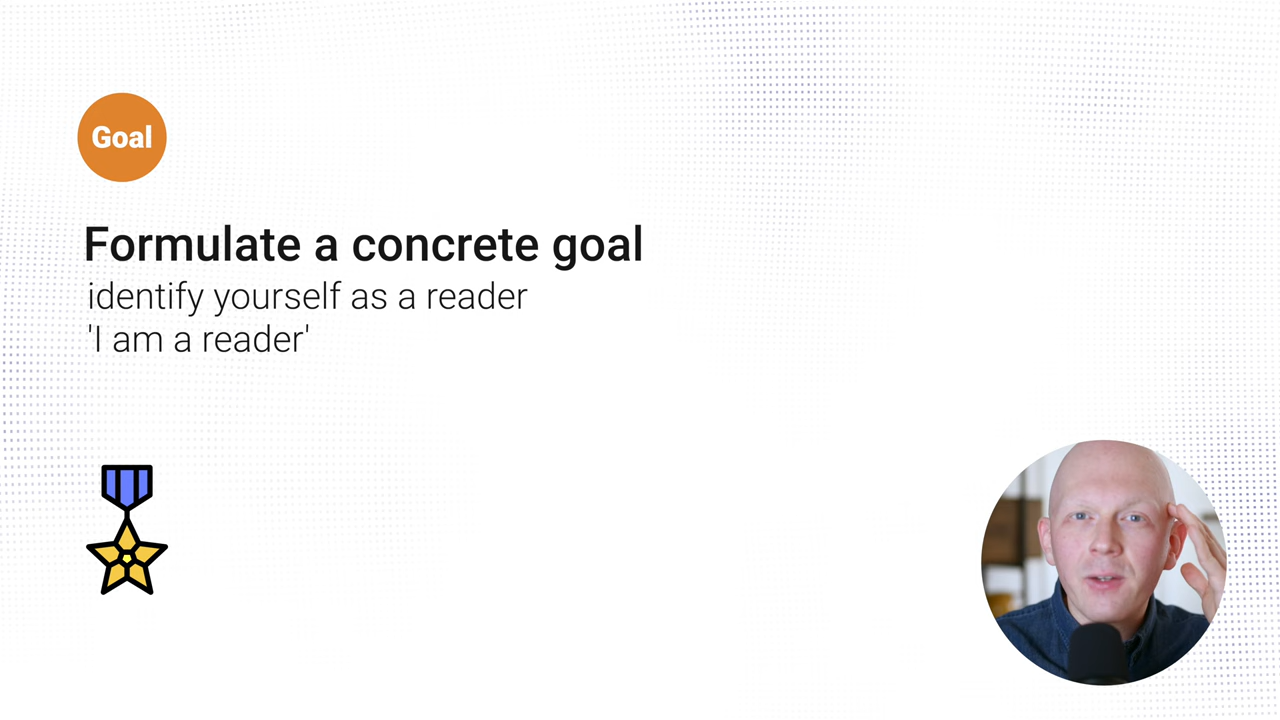 Goal
Formulate a concrete goal
identify yourself as a reader
'I am a reader'